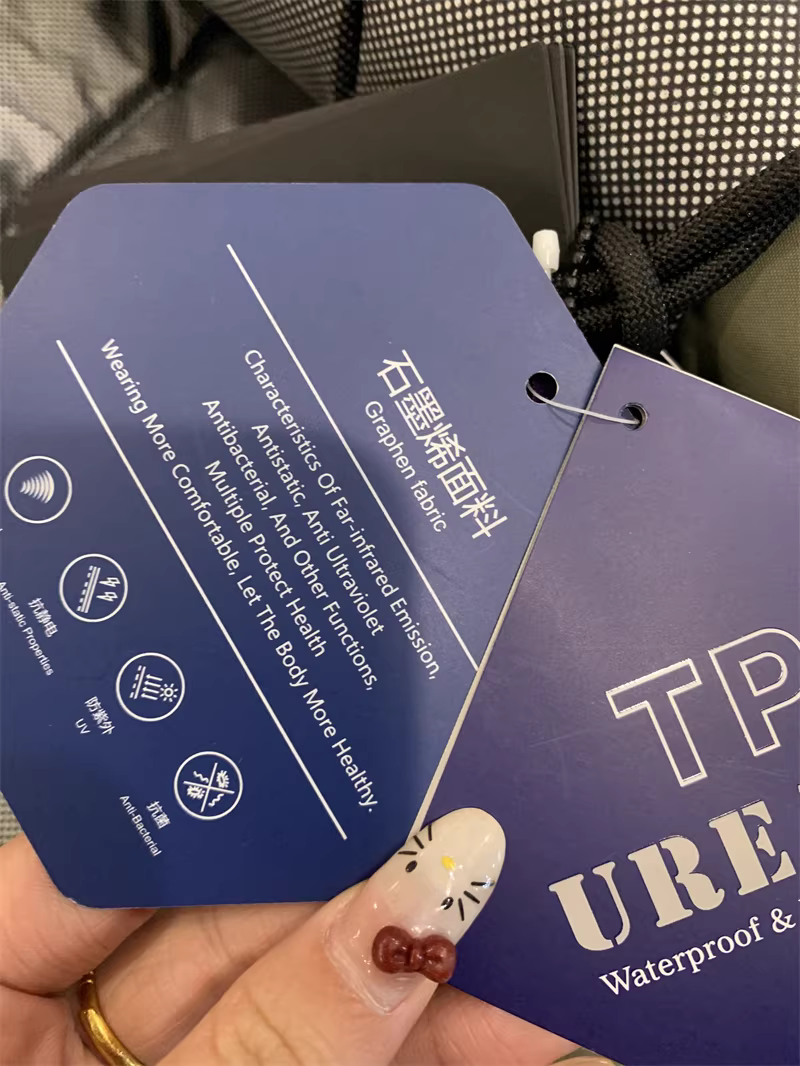 石墨烯面料
Graphen fabric
Characteristics Of Far-infrared Emission,
Antistatic, Anti Ultraviolet
Antibacterial, And Other Functions,
Multiple Protect Health
Wearing More Comfortable, Let The Body More Healthy.
抗静电
Anti-static Properties
防紫外
UV
抗菌
Anti-Bacterial
TP
URE
Waterproof &